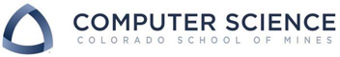 COMPUTER SCIENCE
COLORADO SCHOOL OF MINES